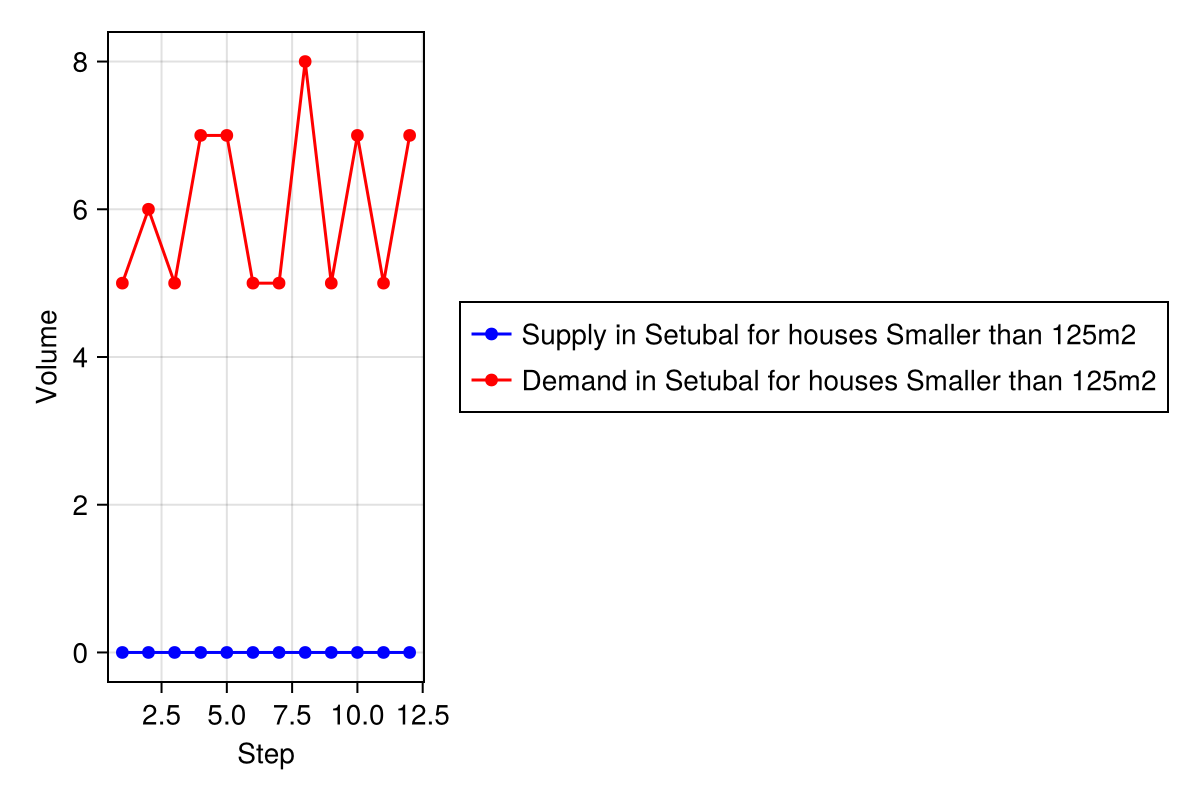 8
6
4
2
0
Volume
2.5 5.0 7.5 10.0 12.5
Step
Supply in Setubal for houses Smaller than 125m2
Demand in Setubal for houses Smaller than 125m2